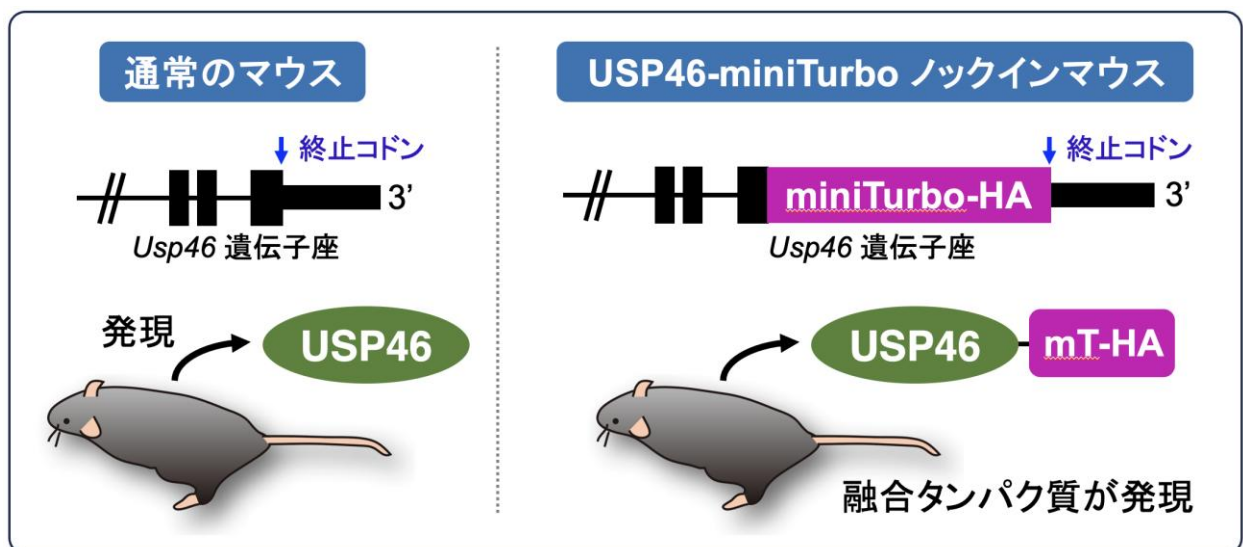 通常のマウス
終止コドン
3’
Usp46 遺伝子座
発現
USP46
USP46-miniTurbo ノックインマウス
終止コドン
miniTurbo-HA
3’
Usp46 遺伝子座
USP46
mT-HA
融合タンパク質が発現